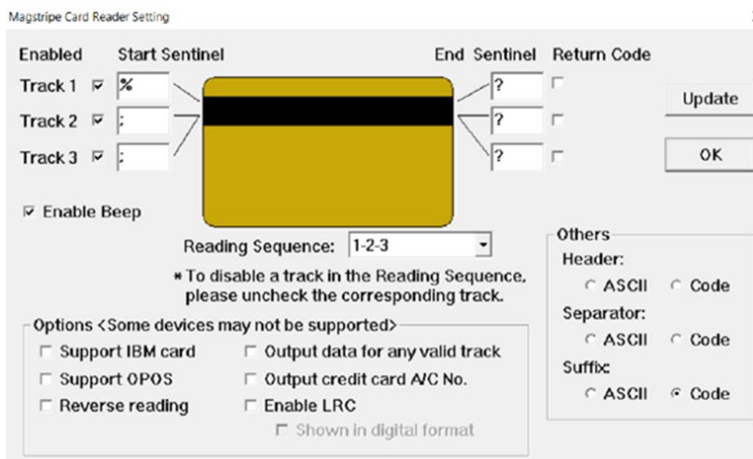 Magstripe Card Reader Setting
Enabled Start Sentinel End Sentinel Return Code
Track 1 % ?
Track 2 ; ?
Track 3 ; ?
Update
OK
Enable Beep
Reading Sequence: 1-2-3
* To disable a track in the Reading Sequence,
please uncheck the corresponding track.
Options <Some devices may not be supported>
Support IBM card Output data for any valid track
Support OPOS Output credit card A/C No.
Reverse reading Enable LRC
Shown in digital format
Others
Header:
ASCII Code
Separator:
ASCII Code
Suffix:
ASCII Code